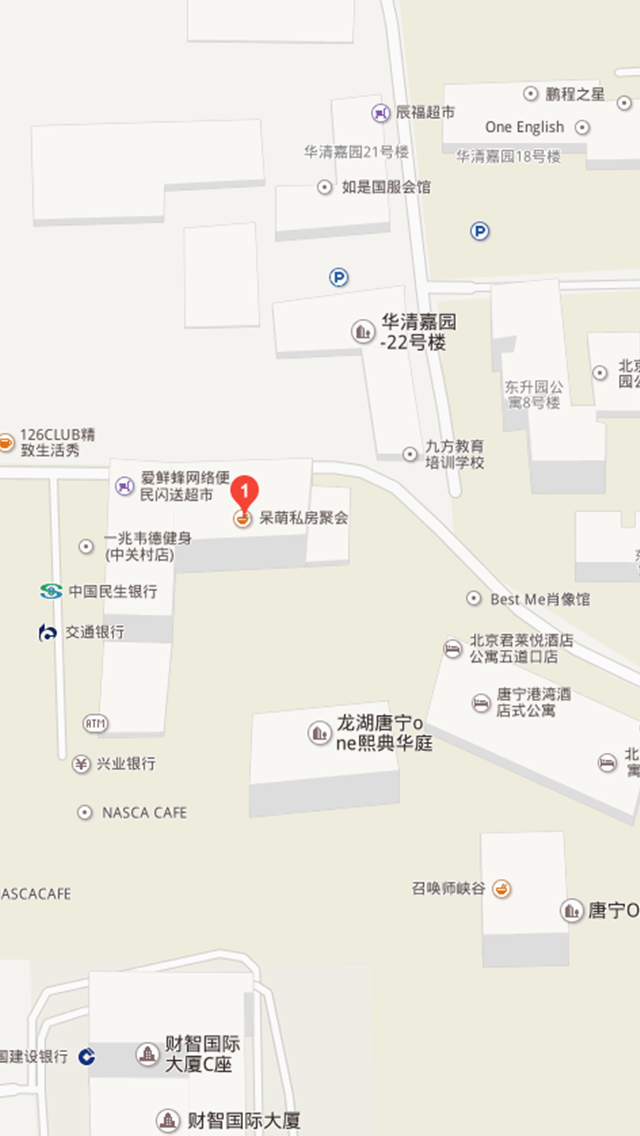 鹏程之星
辰福超市
One English
华清嘉园21号楼
华清嘉园18号楼
如是国服会馆
P
P
华清嘉园
-22号楼
北京
园公
东升园公
寓8号楼
126CLUB精
致生活秀
九方教育
培训学校
爱鲜蜂网络便
民闪送超市
1
呆萌私房聚会
一兆韦德健身
(中关村店)
中国民生银行
Best Me肖像馆
交通银行
北京君莱悦酒店
公寓五道口店
唐宁港湾酒
店式公寓
ATM
龙湖唐宁o
ne熙典华庭
兴业银行
北
寓
NASCA CAFE
召唤师峡谷
ASCACAFE
唐宁O
财智国际
大厦C座
国建设银行
财智国际大厦